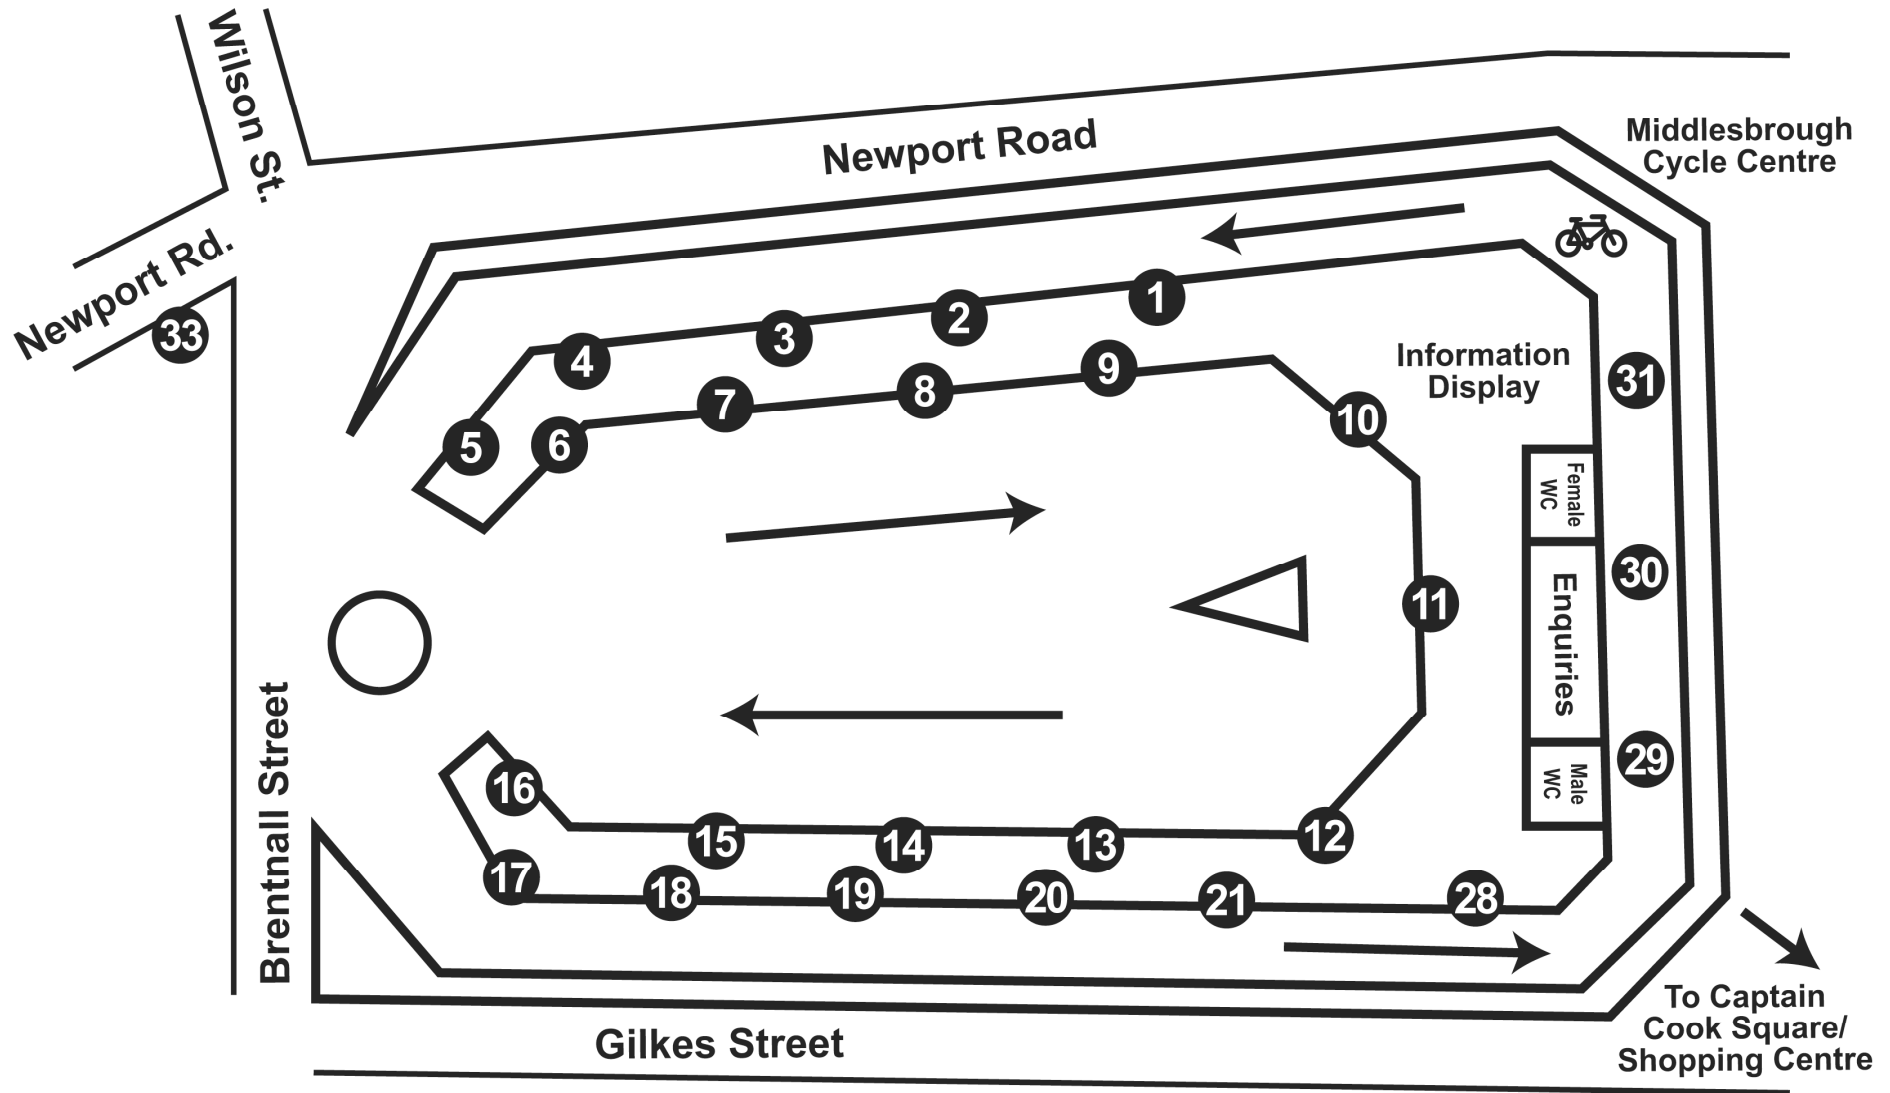 Wilson St.
Newport Road
Middlesbrough
Cycle Centre
Newport Rd.
33
1
2
3
4
5
6
7
8
9
10
Information
Display
31
Female
WC
30
11
Enquiries
29
Male
WC
Brentnall Street
16
15
14
13
12
17
18
19
20
21
28
To Captain
Cook Square/
Shopping Centre
Gilkes Street